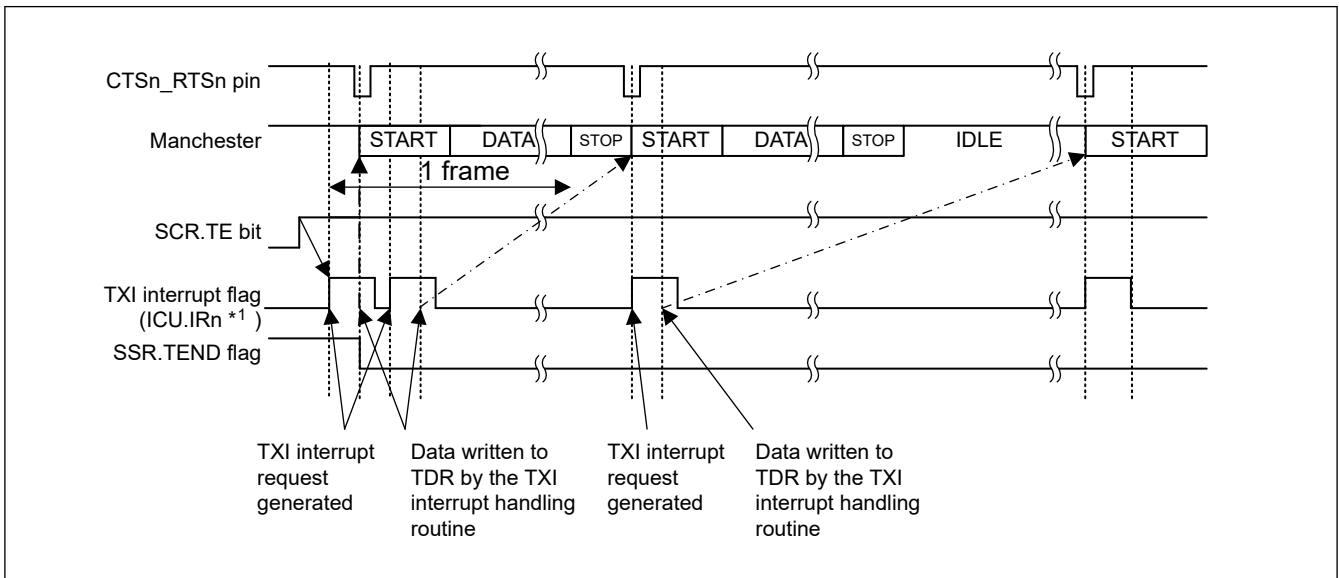 CTSn_RTSn pin
Manchester
START DATA STOP START DATA STOP IDLE START
1 frame
SCR.TE bit
TXI interrupt flag
(ICU.IRn *1 )
SSR.TEND flag
TXI interrupt
request
generated
Data written to
TDR by the TXI
interrupt handling
routine
TXI interrupt
request
generated
Data written to
TDR by the TXI
interrupt handling
routine